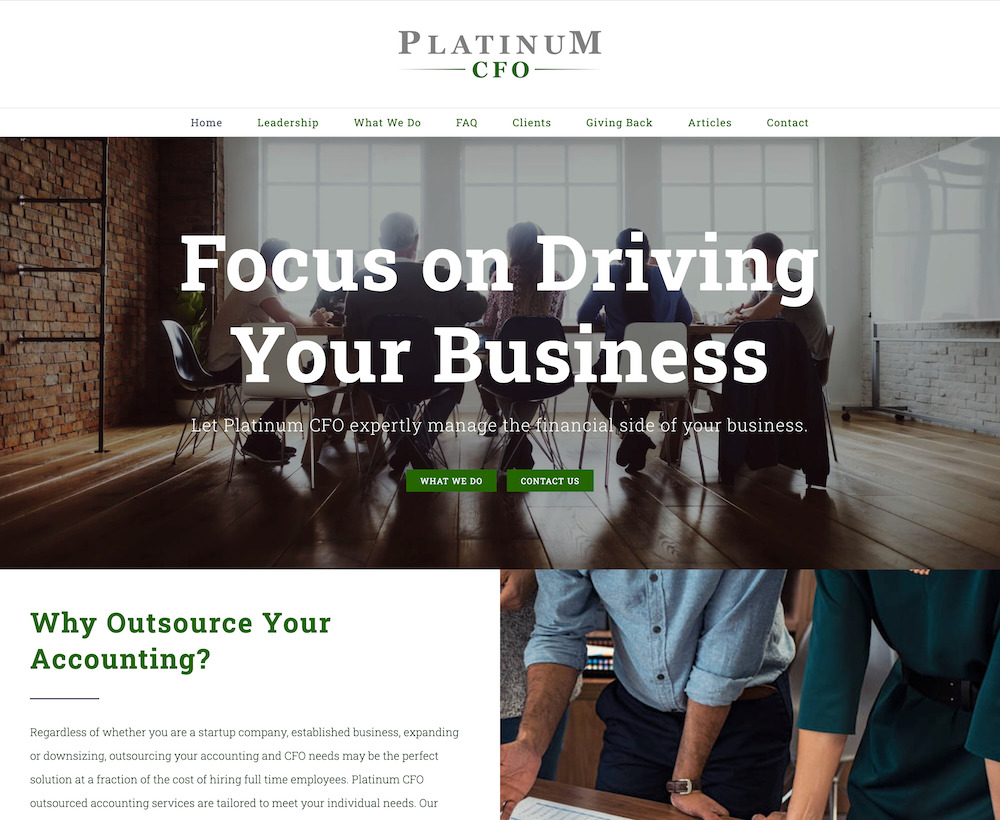 PLATINUM
CFO
Home Leadership What We Do FAQ Clients Giving Back Articles Contact
Focus on Driving
Your Business
Let Platinum CFO expertly manage the financial side of your business.
WHAT WE DO CONTACT US
Why Outsource Your
Accounting?
Regardless of whether you are a startup company, established business, expanding
or downsizing, outsourcing your accounting and CFO needs may be the perfect
solution at a fraction of the cost of hiring full time employees. Platinum CFO
outsourced accounting services are tailored to meet your individual needs. Our